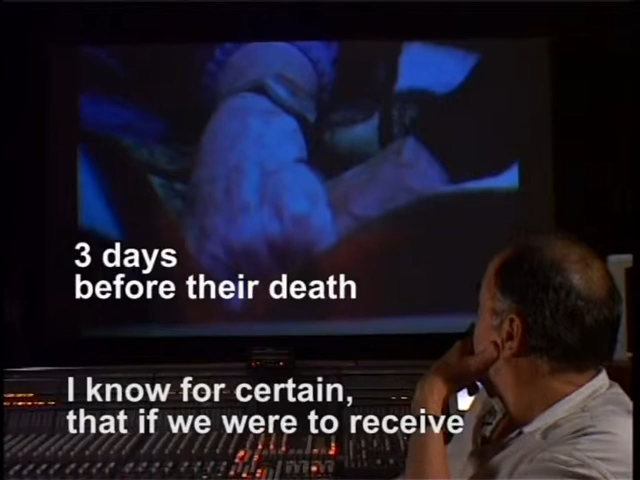 3 days
before their death
I know for certain,
that if we were to receive